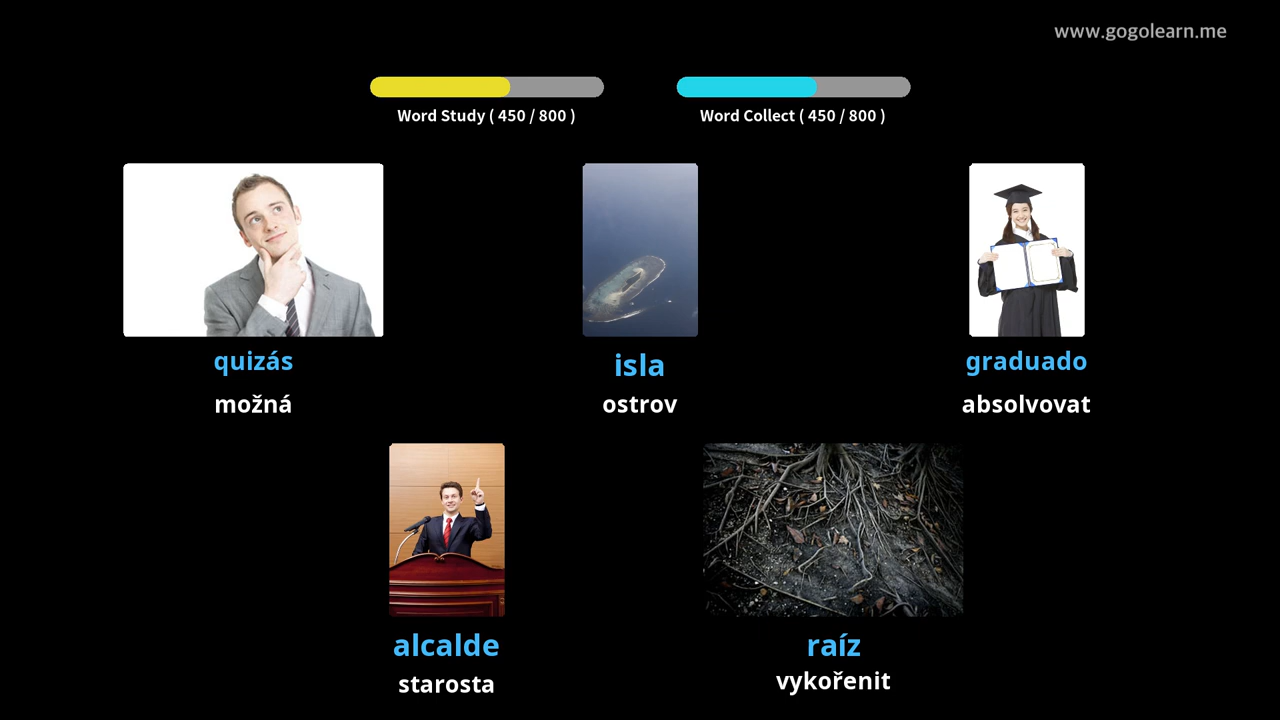 www.gogolearn.me
Word Study ( 450 / 800 )
Word Collect ( 450 / 800 )
quizás
isla
graduado
možná
ostrov
absolvovat
alcalde
raíz
starosta
vykořenit